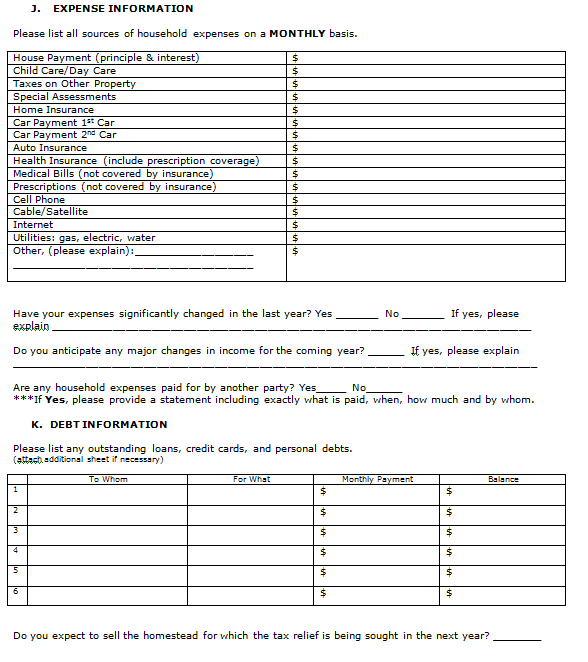 J. EXPENSE INFORMATION
Please list all sources of household expenses on a MONTHLY basis.
House Payment (principle & interest) $
Child Care/Day Care $
Taxes on Other Property $
Special Assessments $
Home Insurance $
Car Payment 1st Car $
Car Payment 2nd Car $
Auto Insurance $
Health Insurance (include prescription coverage) $
Medical Bills (not covered by insurance) $
Prescriptions (not covered by insurance) $
Cell Phone $
Cable/Satellite $
Internet $
Utilities: gas, electric, water $
Other, (please explain):____________________ $
________________________________________
Have your expenses significantly changed in the last year? Yes _______ No _______ If yes, please
explain ________________________________________
Do you anticipate any major changes in income for the coming year? ______ If yes, please explain
________________________________________
Are any household expenses paid for by another party? Yes_____ No______
***If Yes, please provide a statement including exactly what is paid, when, how much and by whom.
K. DEBT INFORMATION
Please list any outstanding loans, credit cards, and personal debts.
(attach additional sheet if necessary)
To Whom For What Monthly Payment Balance
1 $ $
2 $ $
3 $ $
4 $ $
5 $ $
6 $ $
Do you expect to sell the homestead for which the tax relief is being sought in the next year? ________